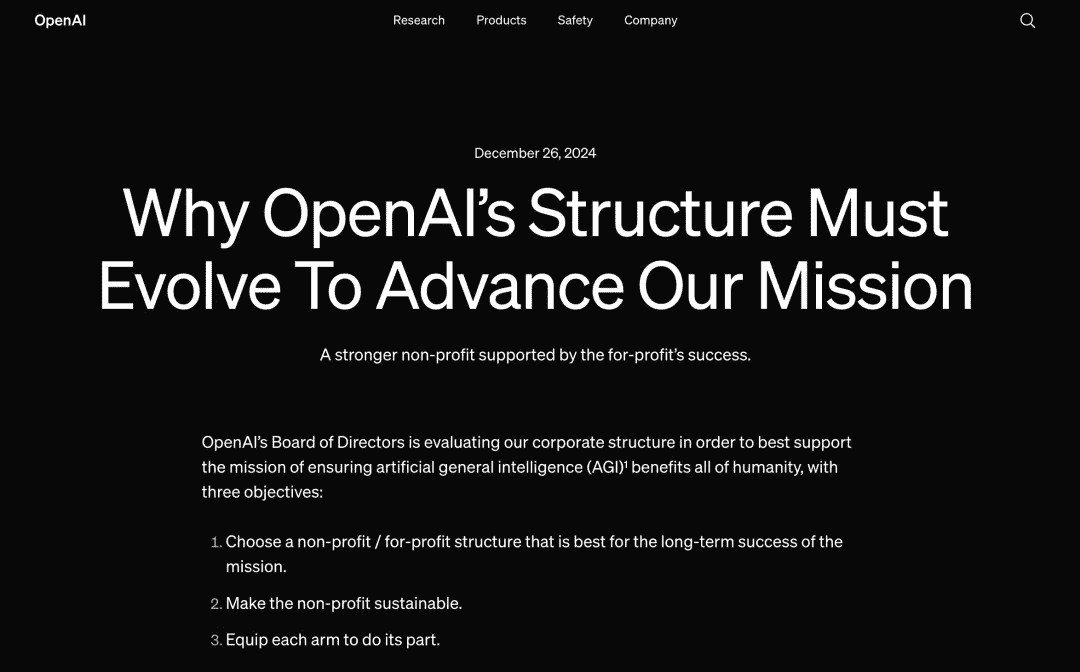 OpenAI
Research Products Safety Company
December 26, 2024
Why OpenAI’s Structure Must
Evolve To Advance Our Mission
A stronger non-profit supported by the for-profit’s success.
OpenAI’s Board of Directors is evaluating our corporate structure in order to best support
the mission of ensuring artificial general intelligence (AGI)¹ benefits all of humanity, with
three objectives:
1. Choose a non-profit / for-profit structure that is best for the long-term success of the
mission.
2. Make the non-profit sustainable.
3. Equip each arm to do its part.